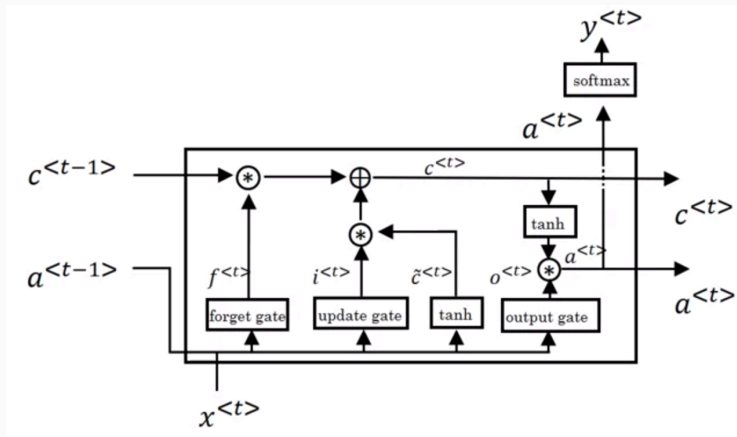 y<t>
softmax
a<t>
c<t-1>
c<t>
c<t>
tanh
a<t-1>
f<t>
i<t>
c̃<t>
o<t>
a<t>
a<t>
forget gate
update gate
tanh
output gate
x<t>